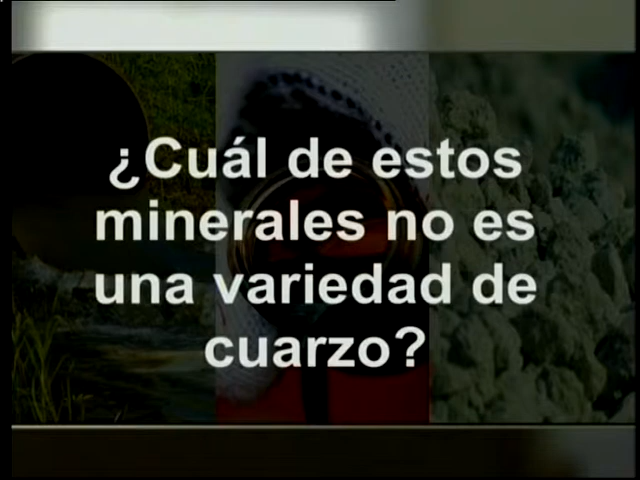 ¿Cuál de estos
minerales no es
una variedad de
cuarzo?